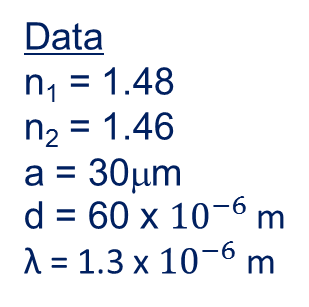 Data
n₁ = 1.48
n₂ = 1.46
a = 30μm
d = 60 x 10⁻⁶ m
λ = 1.3 x 10⁻⁶ m